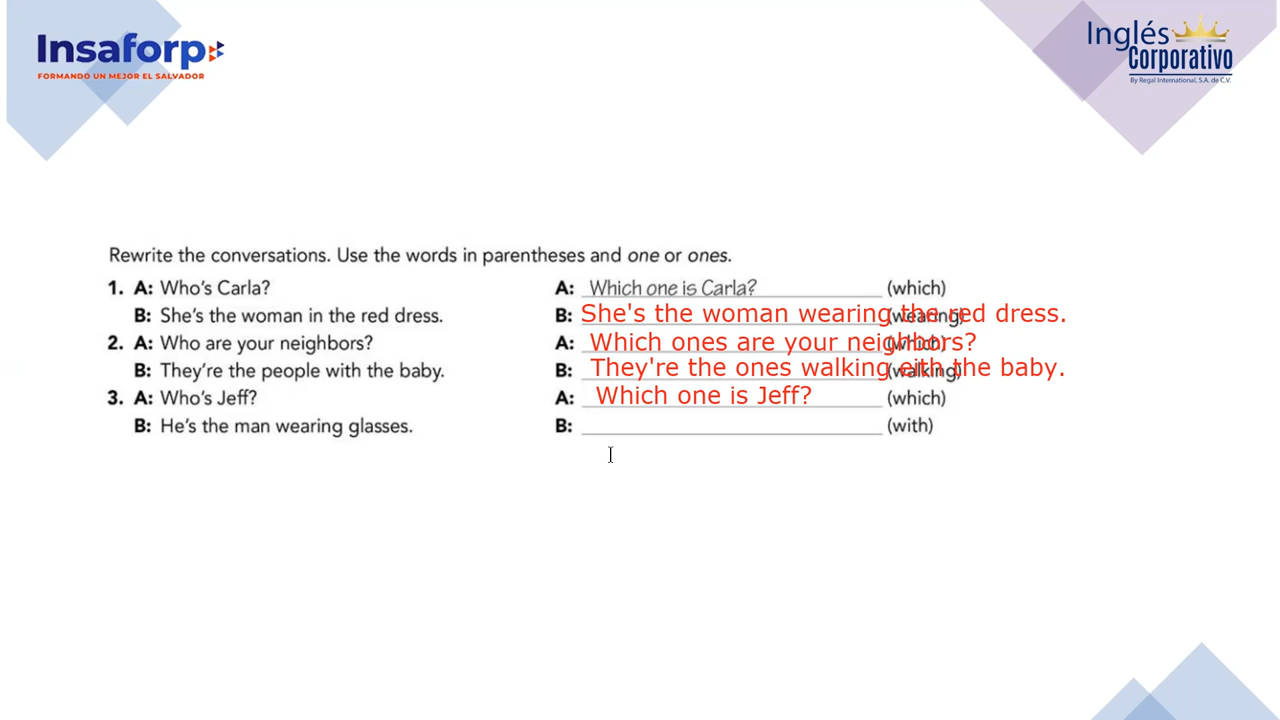 Insaforp
FORMANDO UN MEJOR EL SALVADOR
Inglés
Corporativo
By Regal International, S.A. de C.V.
Rewrite the conversations. Use the words in parentheses and one or ones.
1. A: Who's Carla? A: Which one is Carla? (which)
B: She's the woman in the red dress. B: She's the woman wearing the red dress. (wearing)
2. A: Who are your neighbors? A: Which ones are your neighbors? (which)
B: They're the people with the baby. B: They're the ones walking eith the baby. (walking)
3. A: Who's Jeff? A: Which one is Jeff? (which)
B: He's the man wearing glasses. B: (with)